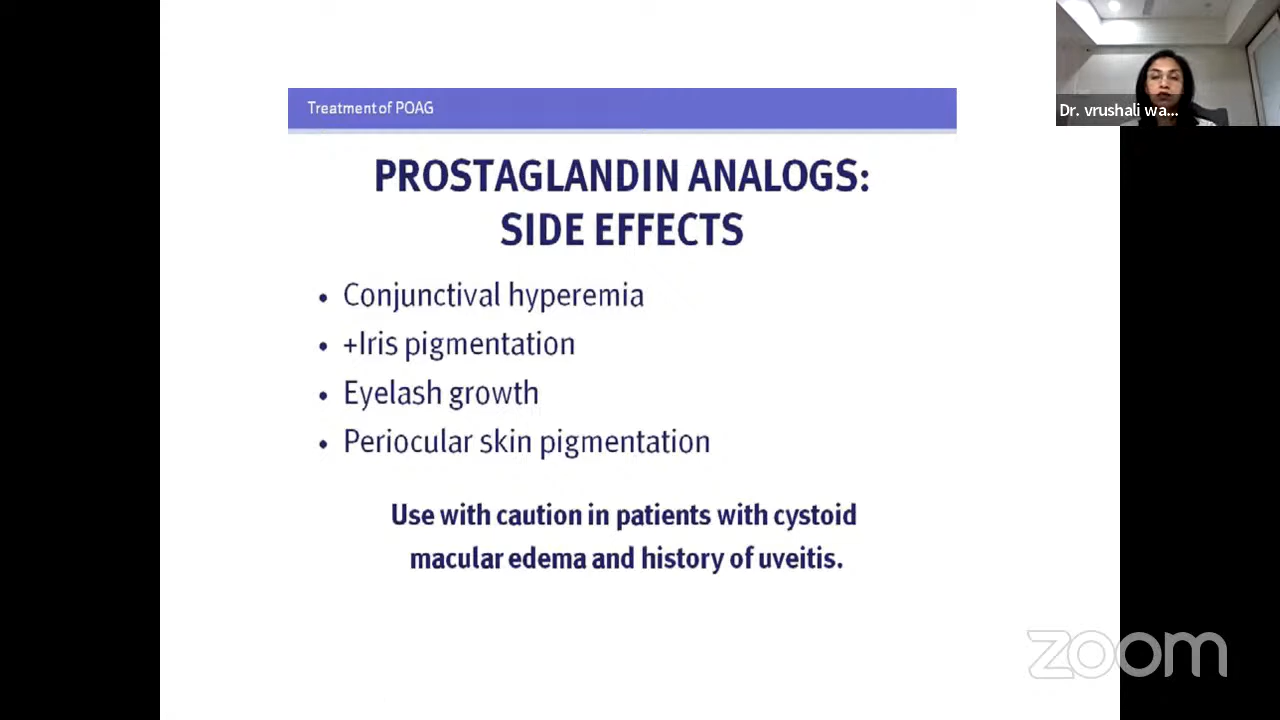 Treatment of POAG
Dr. vrushali wa...
PROSTAGLANDIN ANALOGS:
SIDE EFFECTS
• Conjunctival hyperemia
• +Iris pigmentation
• Eyelash growth
• Periocular skin pigmentation
Use with caution in patients with cystoid
macular edema and history of uveitis.
zoom